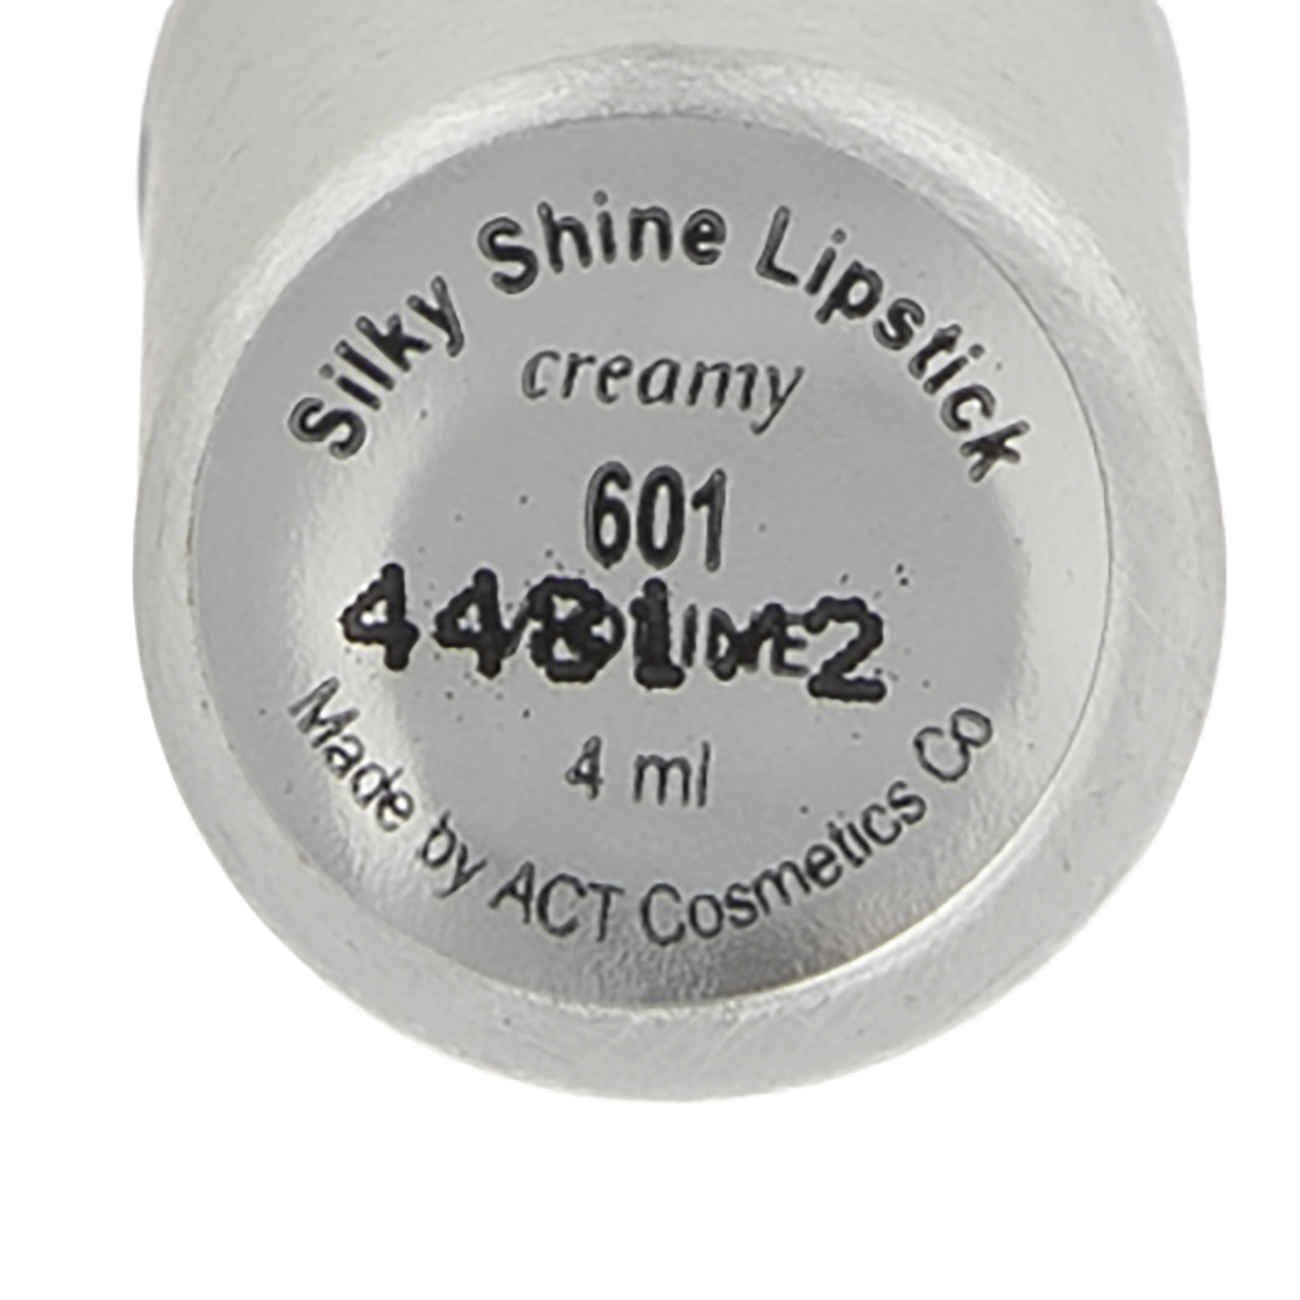 Silky Shine Lipstick
creamy
601
4 ml
Made by ACT Cosmetics Co